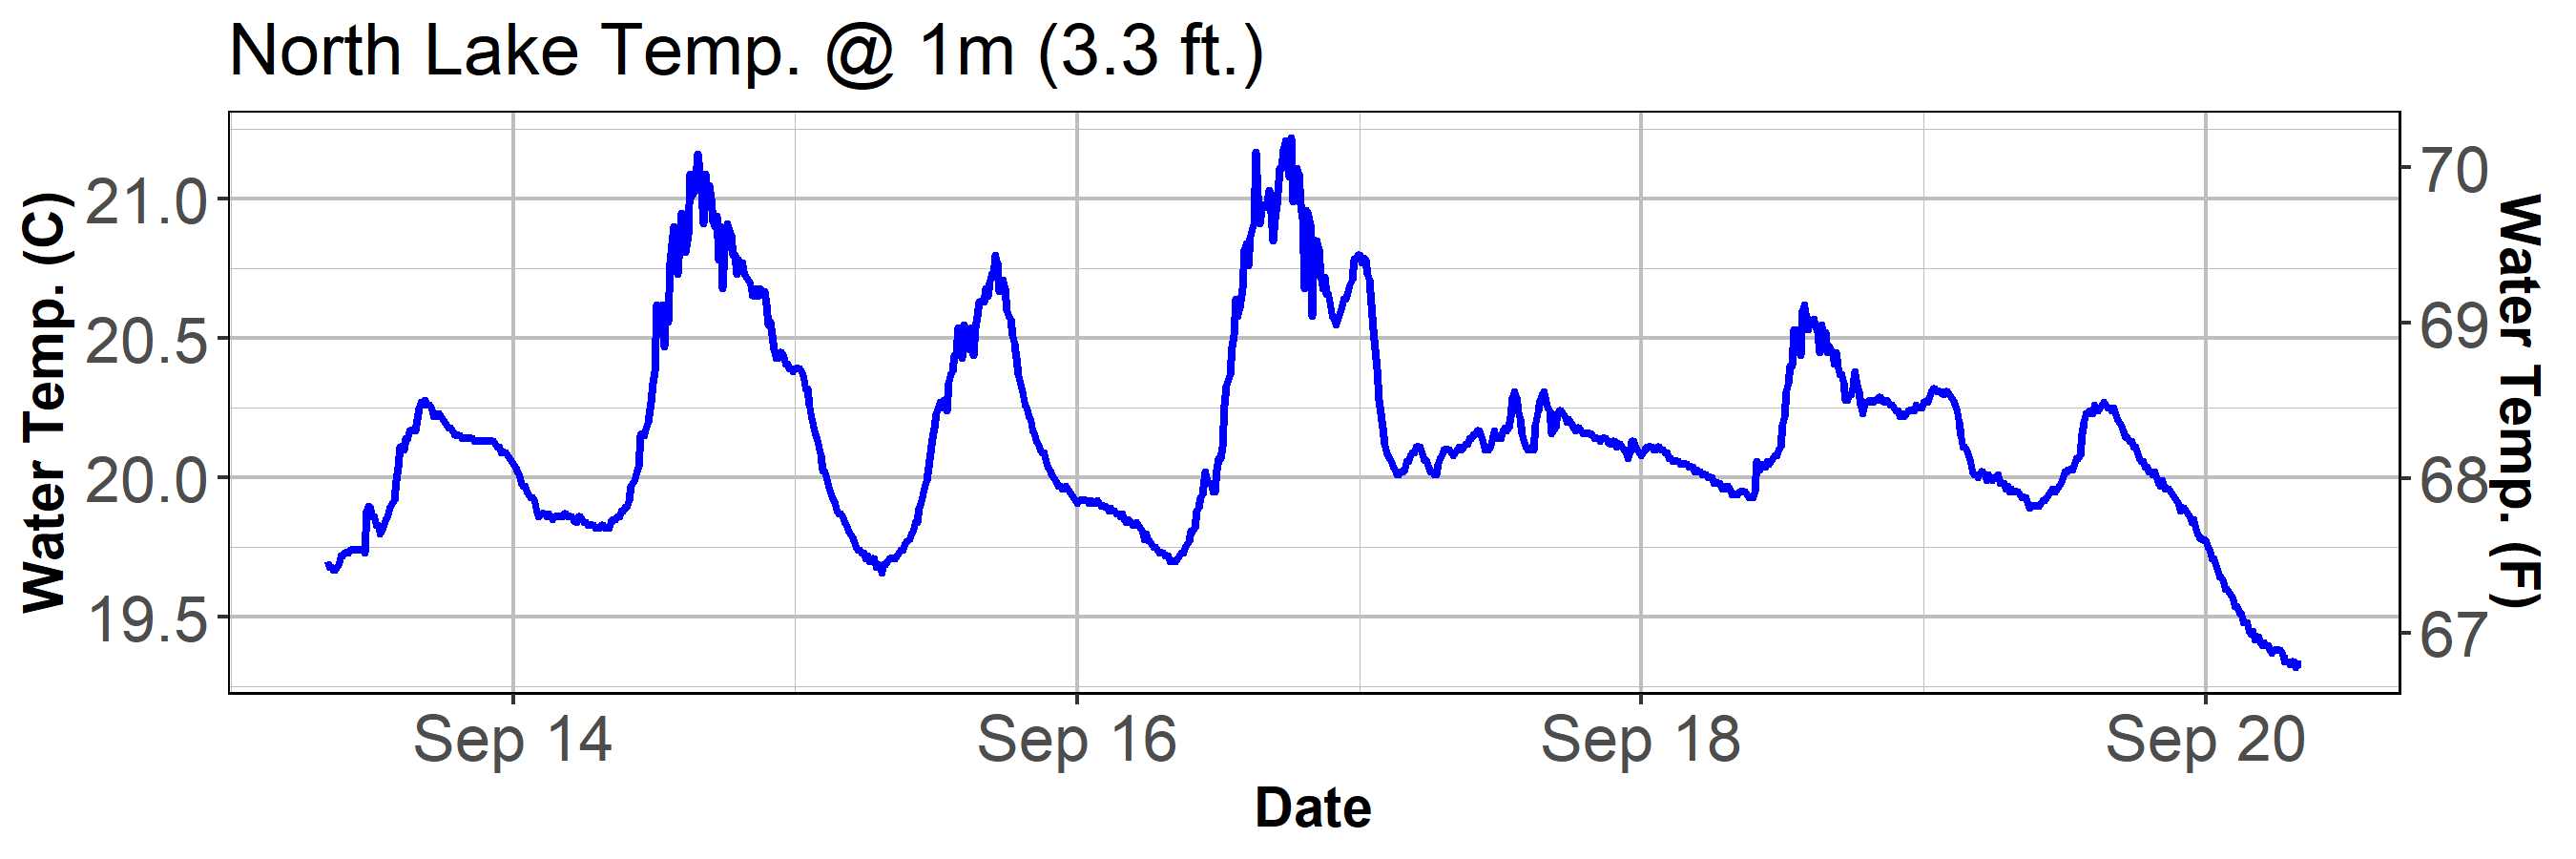 North Lake Temp. @ 1m (3.3 ft.)
Water Temp. (C)
21.0
20.5
20.0
19.5
70
69
68
67
Water Temp. (F)
Sep 14
Sep 16
Sep 18
Sep 20
Date